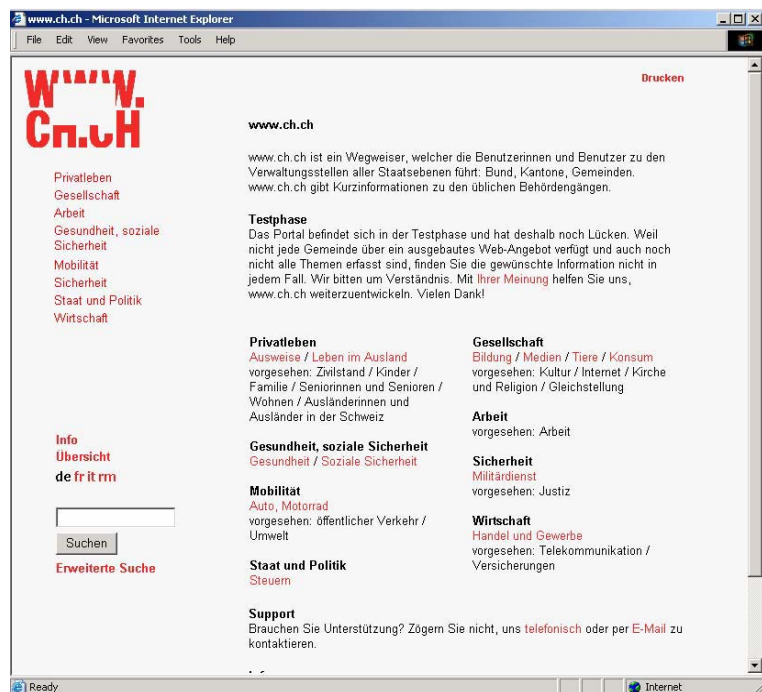 www.ch.ch - Microsoft Internet Explorer
File Edit View Favorites Tools Help
WWW.
CH.CH
Drucken
Privatleben
Gesellschaft
Arbeit
Gesundheit, soziale
Sicherheit
Mobilität
Sicherheit
Staat und Politik
Wirtschaft
Info
Übersicht
de fr it rm
Suchen
Erweiterte Suche
www.ch.ch
www.ch.ch ist ein Wegweiser, welcher die Benutzerinnen und Benutzer zu den
Verwaltungsstellen aller Staatsebenen führt: Bund, Kantone, Gemeinden.
www.ch.ch gibt Kurzinformationen zu den üblichen Behördengängen.
Testphase
Das Portal befindet sich in der Testphase und hat deshalb noch Lücken. Weil
nicht jede Gemeinde über ein ausgebautes Web-Angebot verfügt und auch noch
nicht alle Themen erfasst sind, finden Sie die gewünschte Information nicht in
jedem Fall. Wir bitten um Verständnis. Mit Ihrer Meinung helfen Sie uns,
www.ch.ch weiterzuentwickeln. Vielen Dank!
Privatleben
Ausweise / Leben im Ausland
vorgesehen: Zivilstand / Kinder /
Familie / Seniorinnen und Senioren /
Wohnen / Ausländerinnen und
Ausländer in der Schweiz
Gesundheit, soziale Sicherheit
Gesundheit / Soziale Sicherheit
Mobilität
Auto, Motorrad
vorgesehen: öffentlicher Verkehr /
Umwelt
Staat und Politik
Steuern
Gesellschaft
Bildung / Medien / Tiere / Konsum
vorgesehen: Kultur / Internet / Kirche
und Religion / Gleichstellung
Arbeit
vorgesehen: Arbeit
Sicherheit
Militärdienst
vorgesehen: Justiz
Wirtschaft
Handel und Gewerbe
vorgesehen: Telekommunikation /
Versicherungen
Support
Brauchen Sie Unterstützung? Zögern Sie nicht, uns telefonisch oder per E-Mail zu
kontaktieren.
Ready
Internet